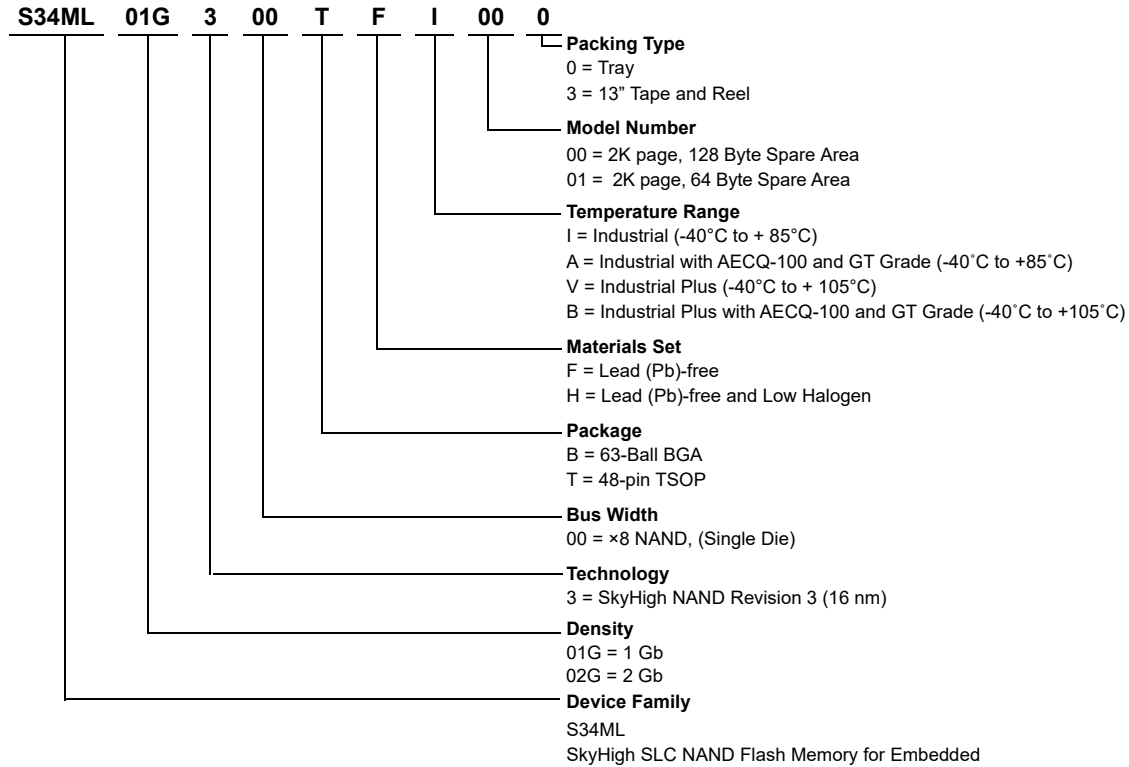 S34ML 01G 3 00 T F I 00 0
Packing Type
0 = Tray
3 = 13” Tape and Reel
Model Number
00 = 2K page, 128 Byte Spare Area
01 = 2K page, 64 Byte Spare Area
Temperature Range
I = Industrial (-40°C to + 85°C)
A = Industrial with AECQ-100 and GT Grade (-40˚C to +85˚C)
V = Industrial Plus (-40°C to + 105°C)
B = Industrial Plus with AECQ-100 and GT Grade (-40˚C to +105˚C)
Materials Set
F = Lead (Pb)-free
H = Lead (Pb)-free and Low Halogen
Package
B = 63-Ball BGA
T = 48-pin TSOP
Bus Width
00 = ×8 NAND, (Single Die)
Technology
3 = SkyHigh NAND Revision 3 (16 nm)
Density
01G = 1 Gb
02G = 2 Gb
Device Family
S34ML
SkyHigh SLC NAND Flash Memory for Embedded